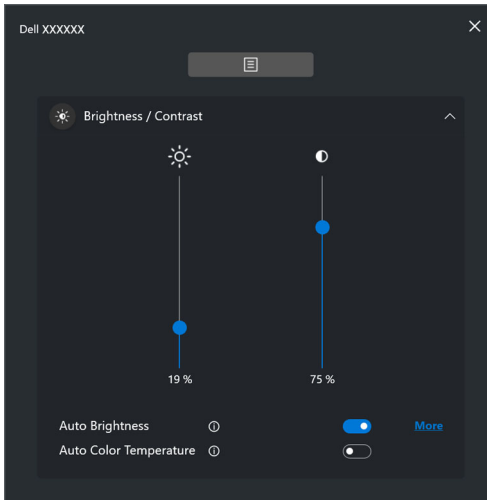 Dell XXXXXX
Brightness / Contrast
19 % 75 %
Auto Brightness More
Auto Color Temperature